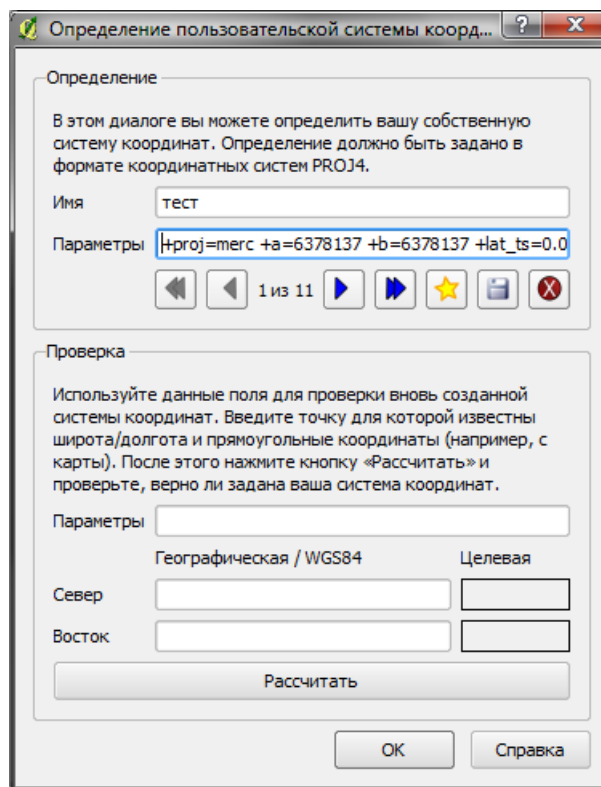 Определение пользовательской системы коорд...
Определение
В этом диалоге вы можете определить вашу собственную
систему координат. Определение должно быть задано в
формате координатных систем PROJ4.
Имя тест
Параметры +proj=merc +a=6378137 +b=6378137 +lat_ts=0.0
1 из 11
Проверка
Используйте данные поля для проверки вновь созданной
системы координат. Введите точку для которой известны
широта/долгота и прямоугольные координаты (например, с
карты). После этого нажмите кнопку «Рассчитать» и
проверьте, верно ли задана ваша система координат.
Параметры
Географическая / WGS84 Целевая
Север
Восток
Рассчитать
ОК Справка